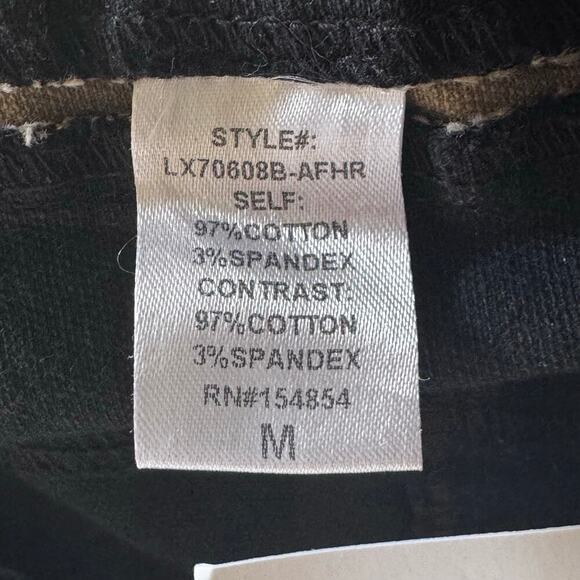 STYLE#:
LX70608B-AFHR
SELF:
97%COTTON
3%SPANDEX
CONTRAST:
97%COTTON
3%SPANDEX
RN#154854
M